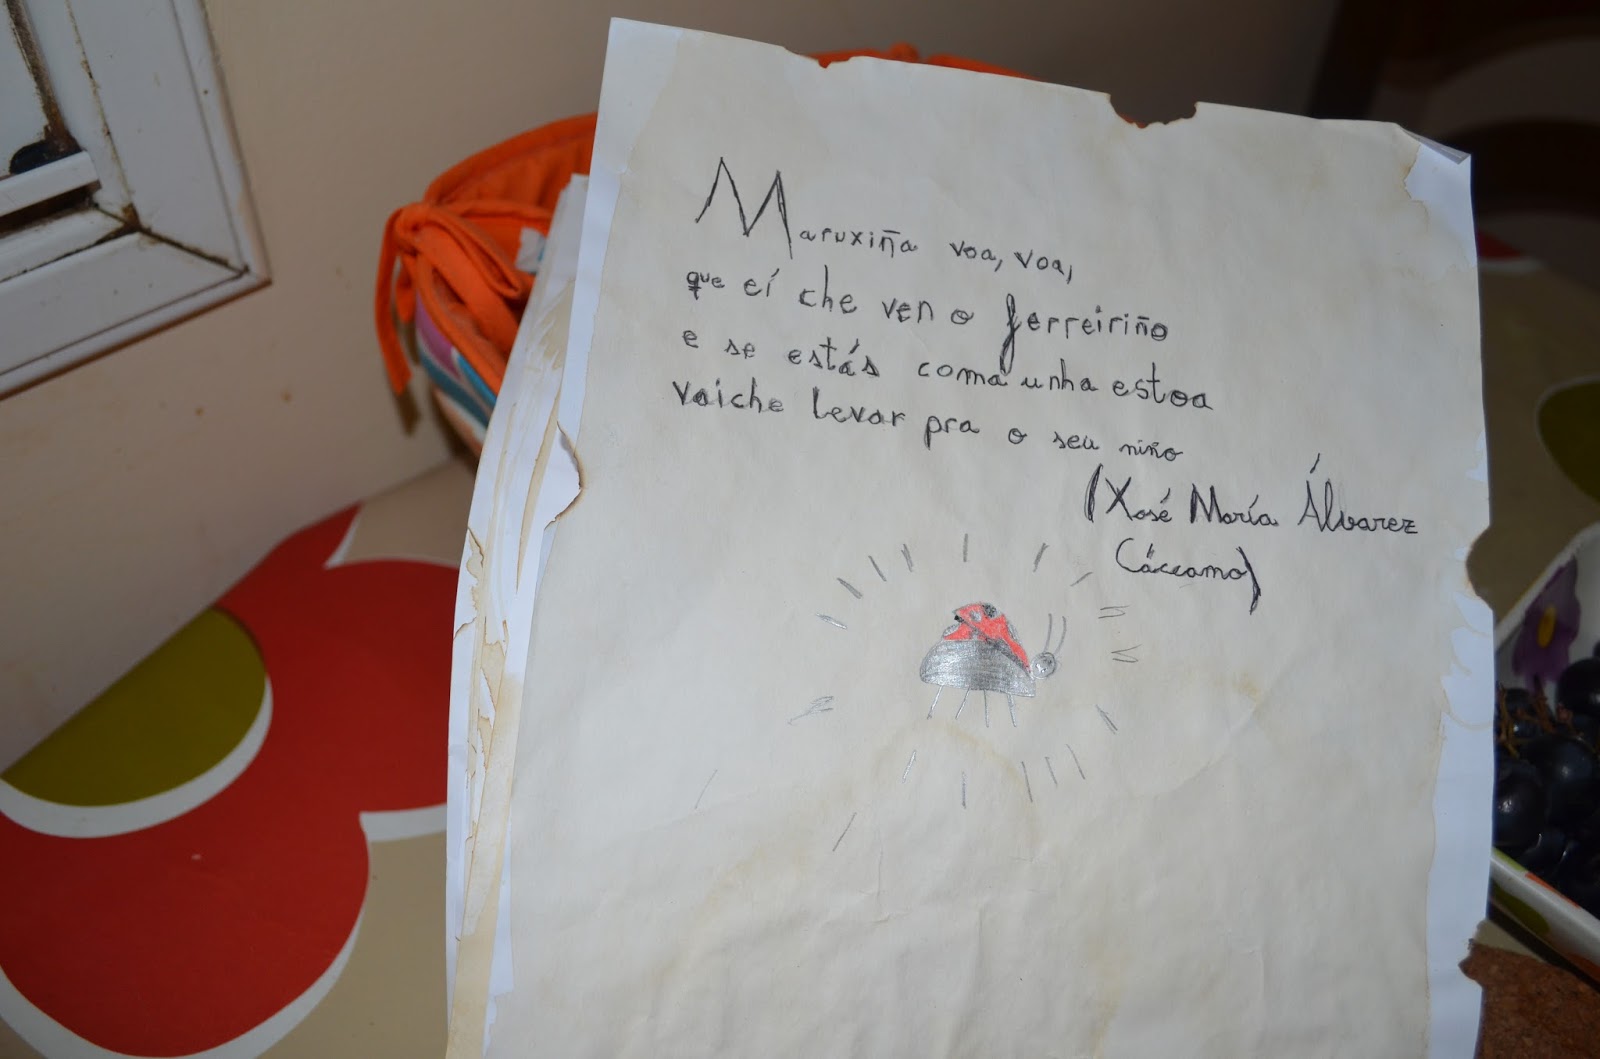 Maruxiña voa, voa,
que eí che ven o ferreiriño
e se estás coma unha estoa
vaiche levar pra o seu niño
(Xosé María Álvarez
Cáccamo)